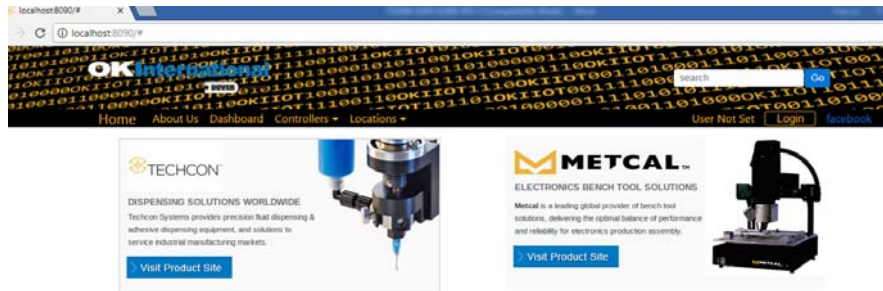 localhost:8090/#
localhost:8090/#
OK International
DOVER
search
Go
Home About Us Dashboard Controllers Locations
User Not Set Login facebook
TECHCON
DISPENSING SOLUTIONS WORLDWIDE
Techcon Systems provides precision fluid dispensing &
adhesive dispensing equipment, and solutions to
service industrial manufacturing markets.
Visit Product Site
METCAL
ELECTRONICS BENCH TOOL SOLUTIONS
Metcal is a leading global provider of bench tool
solutions, delivering the optimal balance of performance
and reliability for electronics production assembly.
Visit Product Site
METCAL